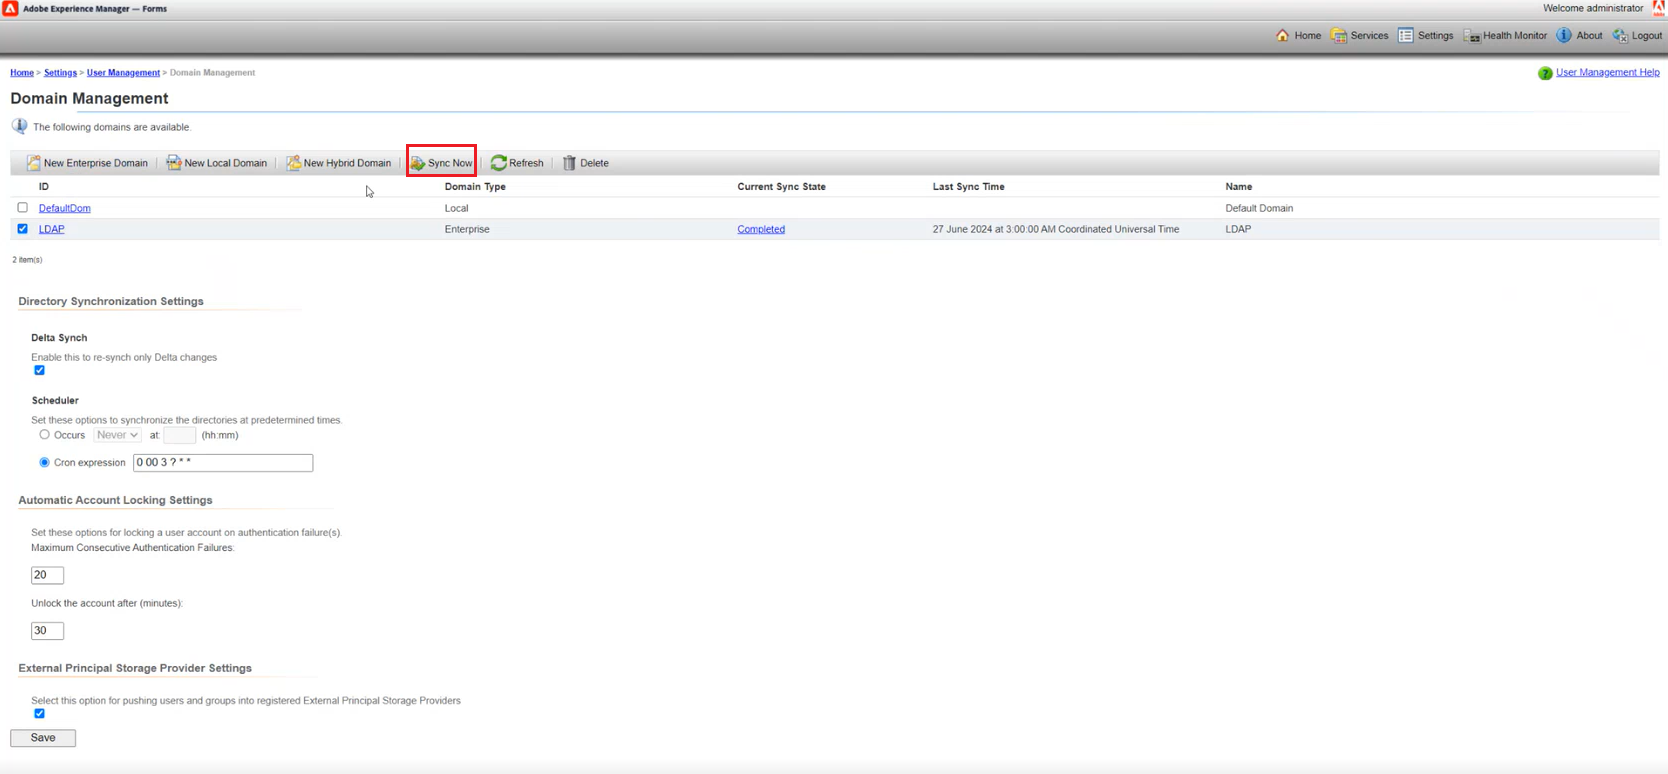 Adobe Experience Manager — Forms
Welcome administrator
Home Services Settings Health Monitor About Logout
Home > Settings > User Management > Domain Management
User Management Help
Domain Management
The following domains are available.
New Enterprise Domain New Local Domain New Hybrid Domain Sync Now Refresh Delete
ID Domain Type Current Sync State Last Sync Time Name
DefaultDom Local Default Domain
LDAP Enterprise Completed 27 June 2024 at 3:00:00 AM Coordinated Universal Time LDAP
2 item(s)
Directory Synchronization Settings
Delta Synch
Enable this to re-synch only Delta changes
Scheduler
Set these options to synchronize the directories at predetermined times.
Occurs Never at: (hh:mm)
Cron expression 0 00 3 ? * *
Automatic Account Locking Settings
Set these options for locking a user account on authentication failure(s).
Maximum Consecutive Authentication Failures:
20
Unlock the account after (minutes):
30
External Principal Storage Provider Settings
Select this option for pushing users and groups into registered External Principal Storage Providers
Save